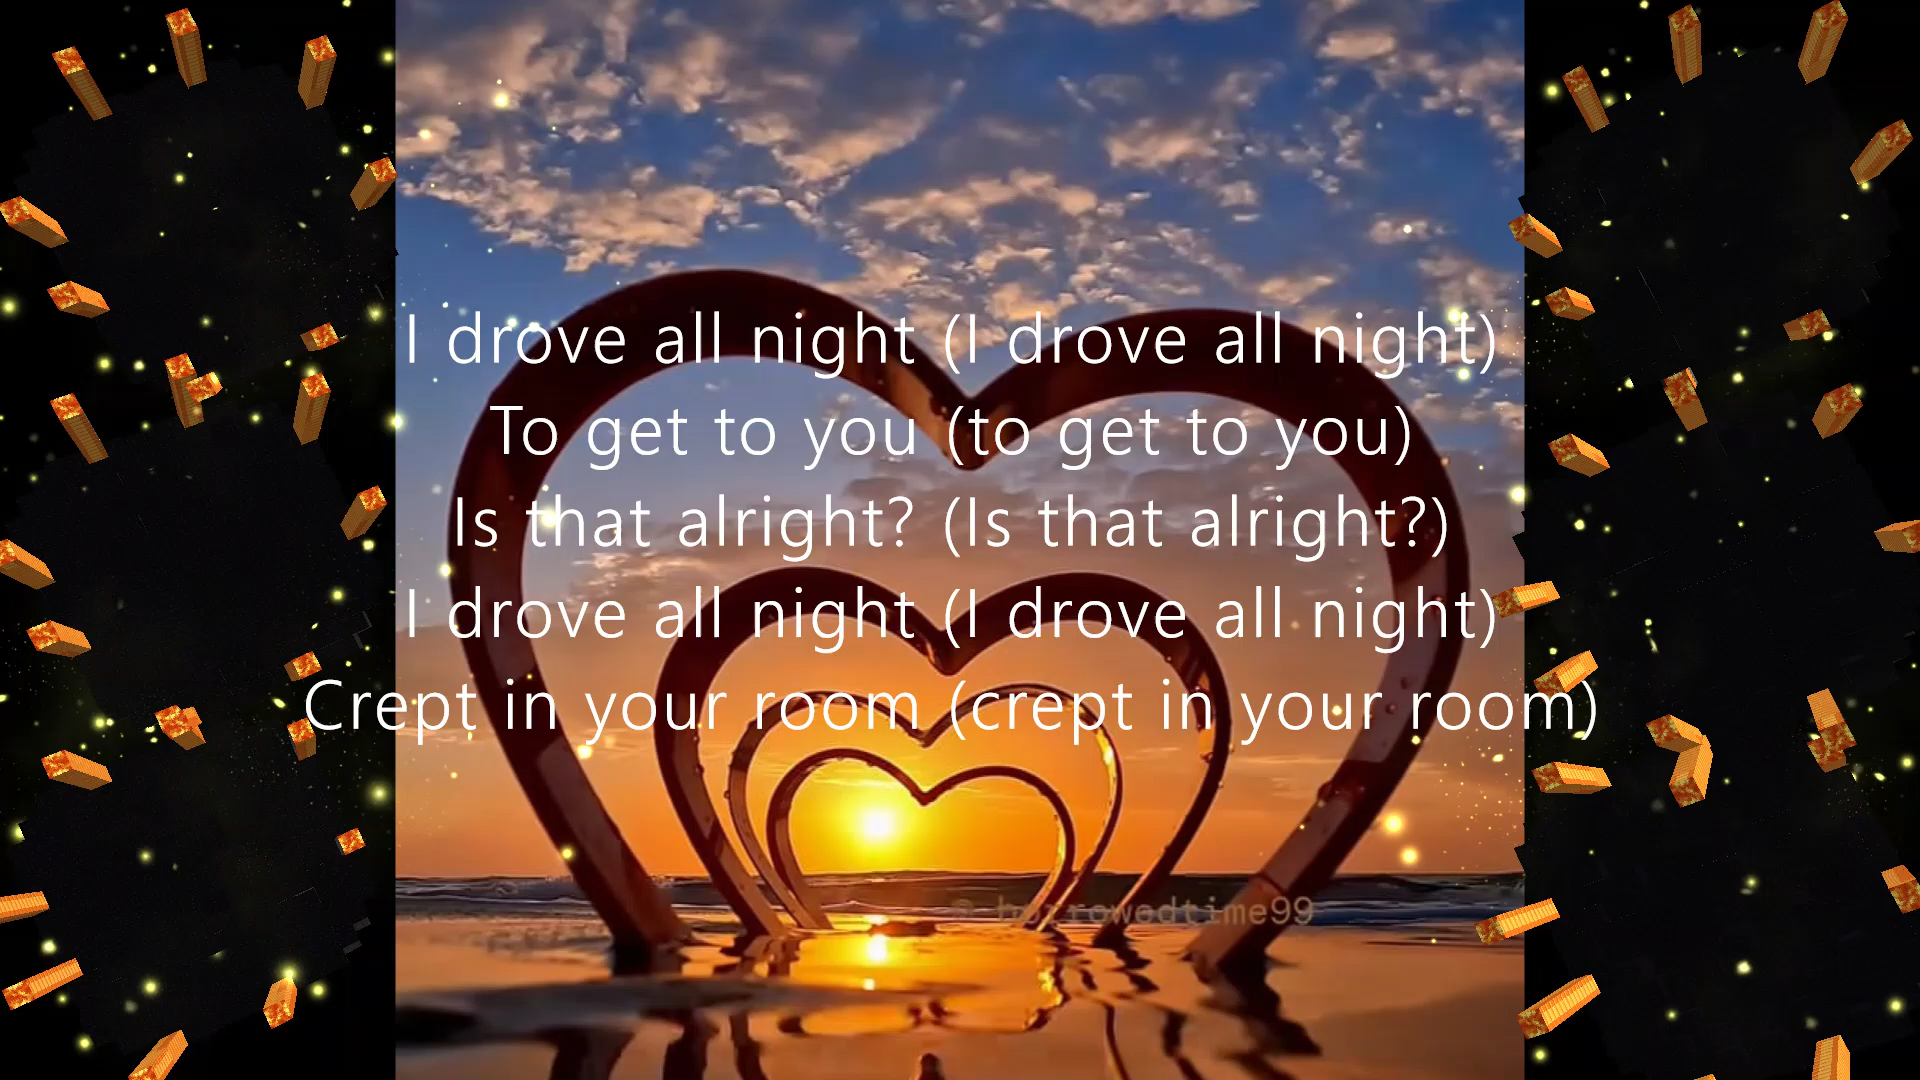 I drove all night (I drove all night)
To get to you (to get to you)
Is that alright? (Is that alright?)
I drove all night (I drove all night)
Crept in your room (crept in your room)
© borrowedtime99